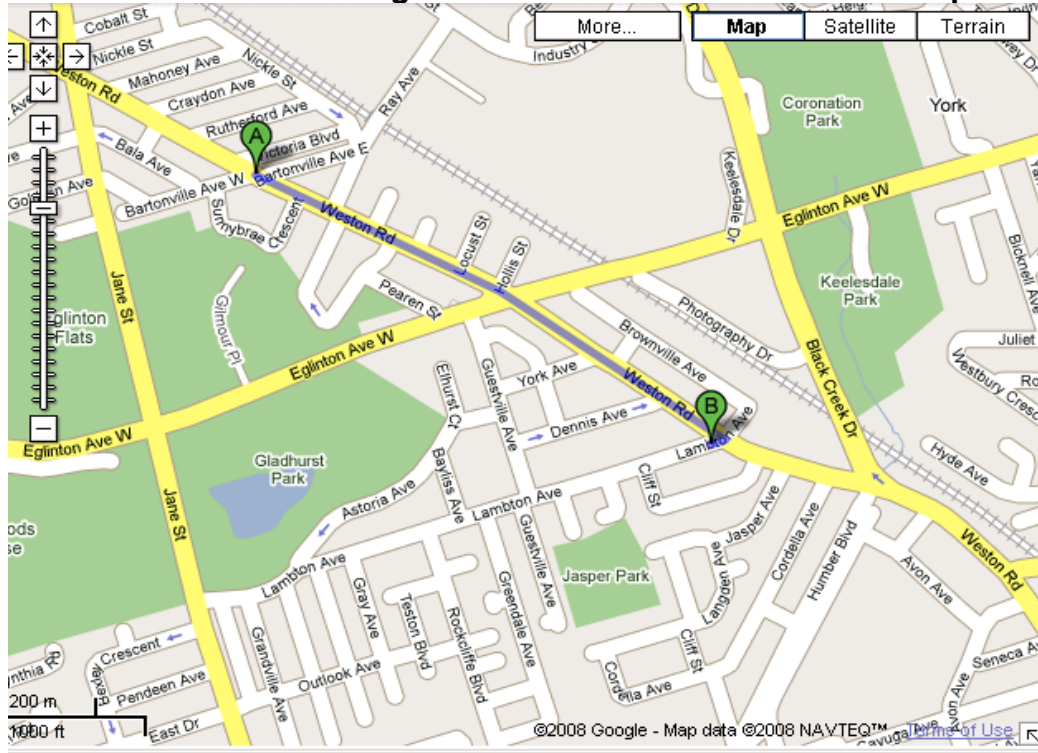 More...
Map
Satellite
Terrain
Cobalt St
Nickle St
Weston Rd
Mahoney Ave
Nickle St
Craydon Ave
Rutherford Ave
Ray Ave
Industry
Coronation
Park
York
A
Victoria Blvd
Bala Ave
Bartonville Ave E
Bartonville Ave W
Sunnybrae Crescent
Weston Rd
Keelesdale Dr
Eglinton Ave W
Bicknell Ave
Locust St
Hollis St
Jane St
Eglinton
Flats
Gilmour Pl
Pearen St
Keelesdale
Park
Photography Dr
Brownville Ave
Black Creek Dr
Juliet
Eglinton Ave W
Elhurst Ct
Guestville Ave
York Ave
Weston Rd
Westbury Cresc
B
Dennis Ave
Lambton Ave
Eglinton Ave W
Gladhurst
Park
Bayliss Ave
Cliff St
Hyde Ave
Jane St
Astoria Ave
Lambton Ave
Guestville Ave
Jasper Ave
Cordella Ave
Humber Blvd
Weston Rd
Lambton Ave
Gray Ave
Greendale Ave
Jasper Park
Langden Ave
Avon Ave
Teston Blvd
Rockcliffe Blvd
Crescent
Grandville Ave
Outlook Ave
Cliff St
Cordella Ave
Seneca A
Pendeen Ave
Avon Ave
East Dr
200 m
1000 ft
©2008 Google - Map data ©2008 NAVTEQ™ - Terms of Use